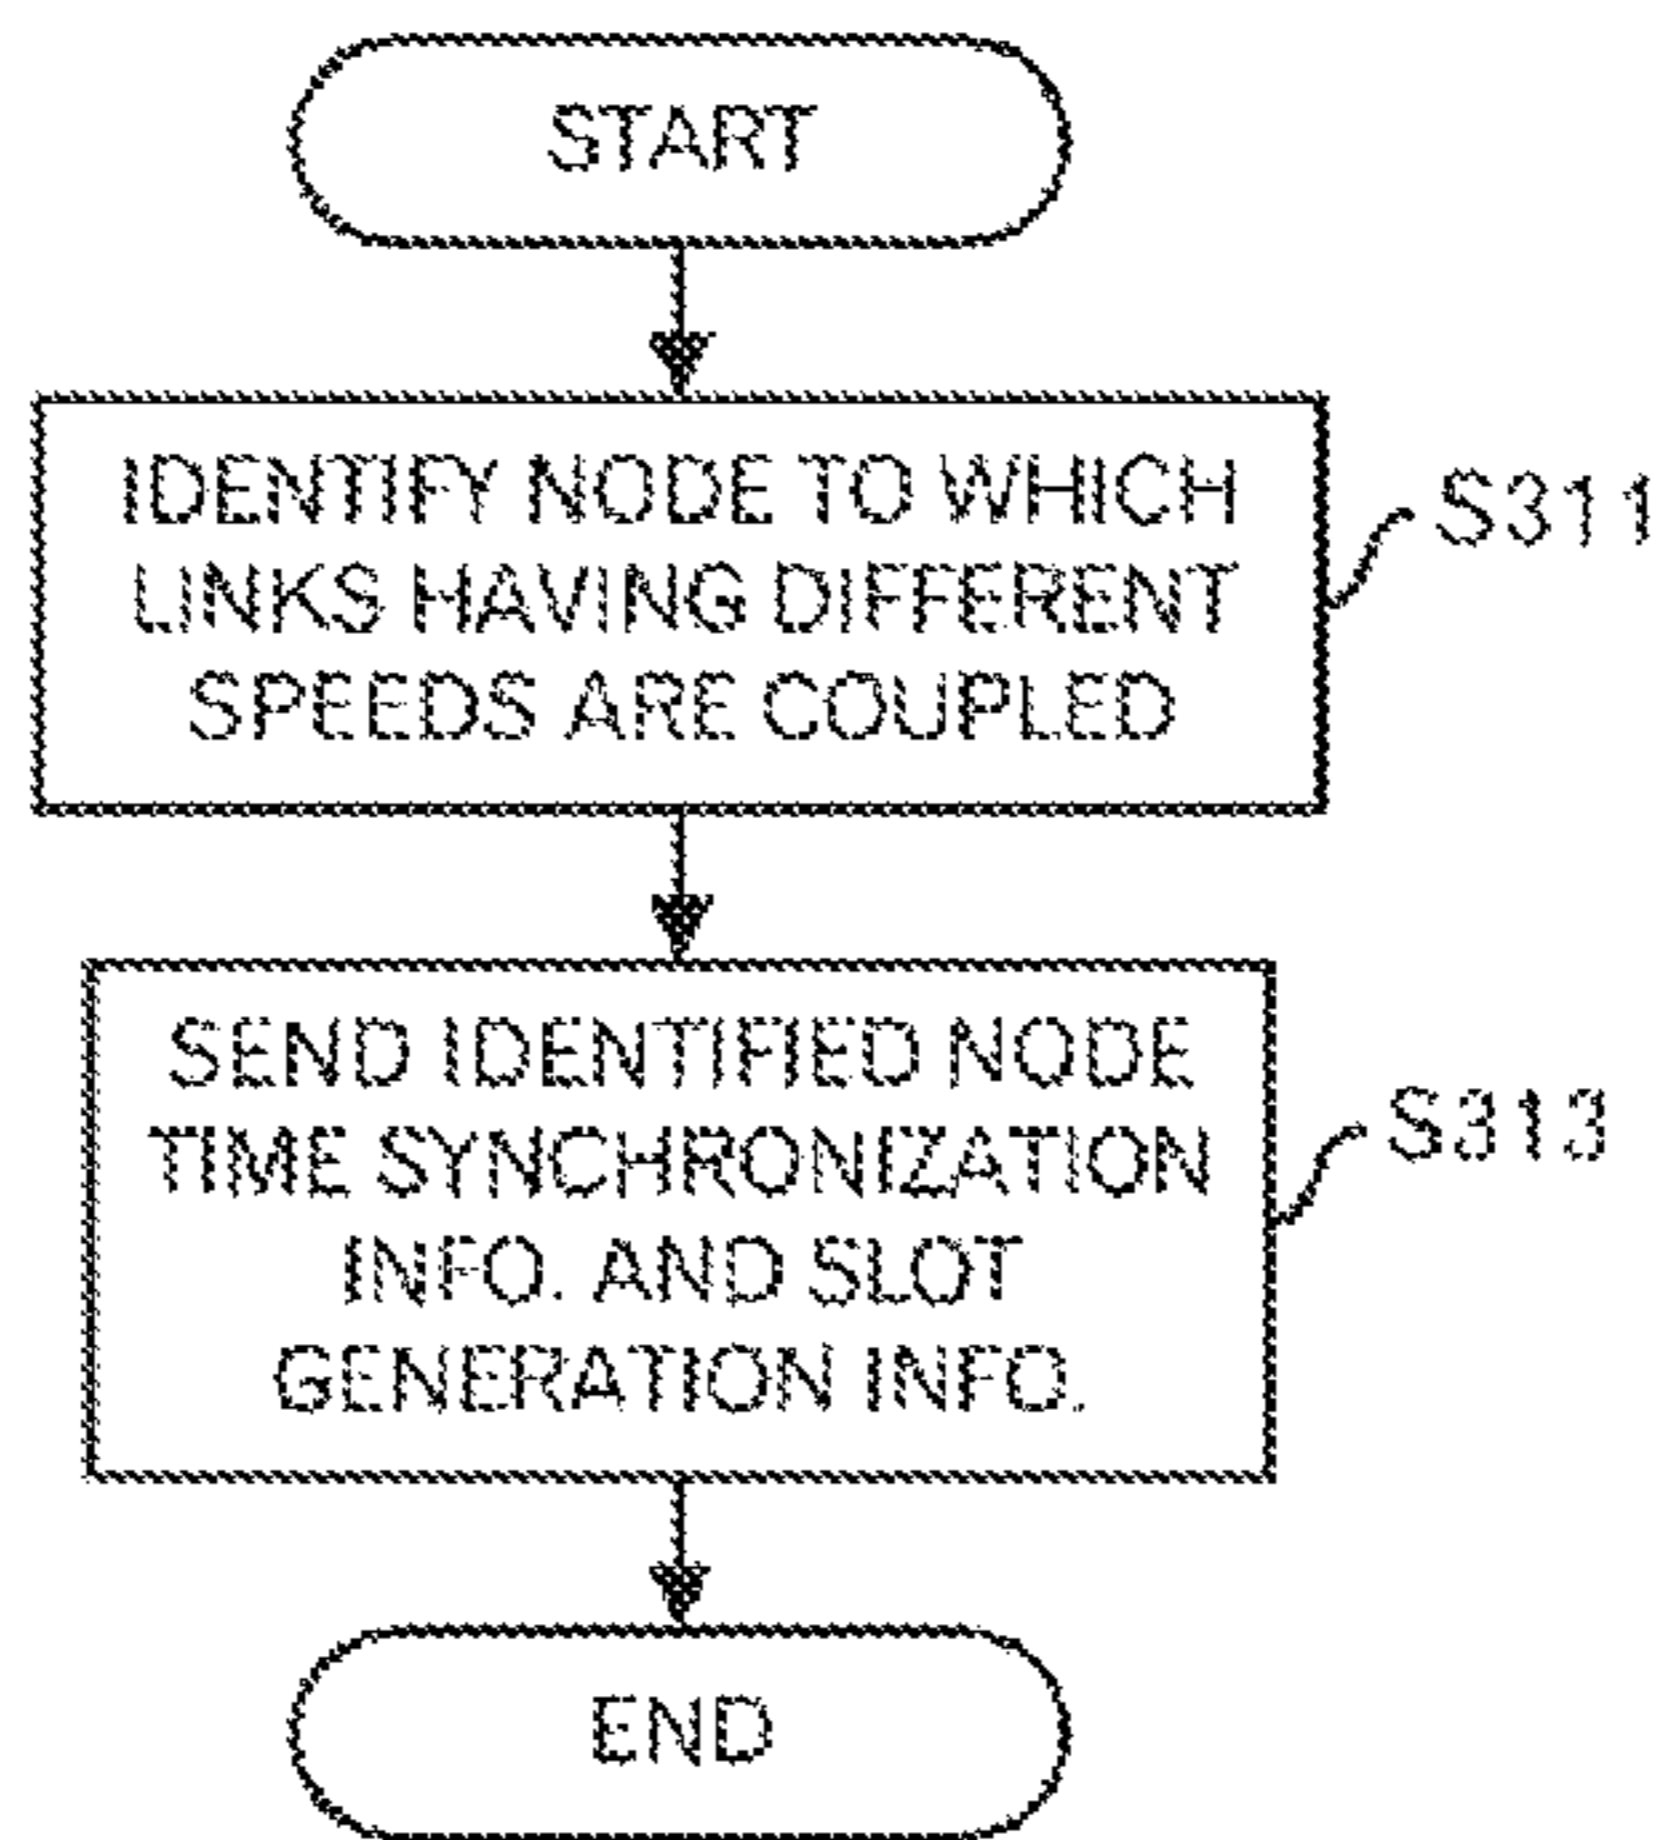 START
IDENTIFY NODE TO WHICH
LINKS HAVING DIFFERENT
SPEEDS ARE COUPLED
S311
SEND IDENTIFIED NODE
TIME SYNCHRONIZATION
INFO. AND SLOT
GENERATION INFO.
S313
END